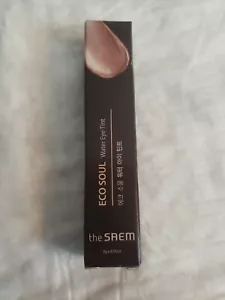 ECO SOUL Water Eye Tint
에코 소울 워터 아이 틴트
the SAEM